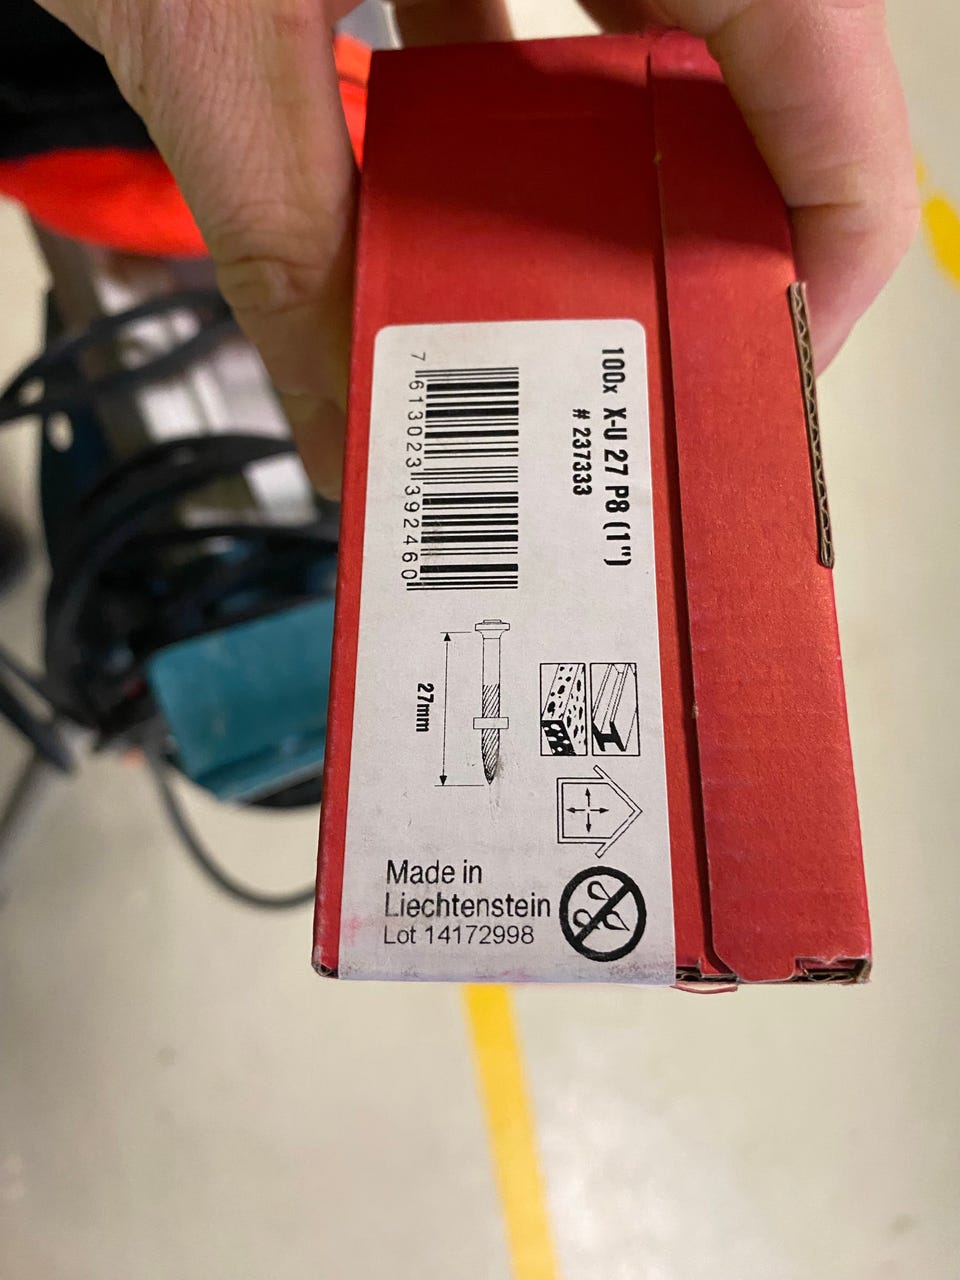 100x X-U 27 P8 (1")
# 237333
7 613023 392460
27mm
Made in
Liechtenstein
Lot 14172998